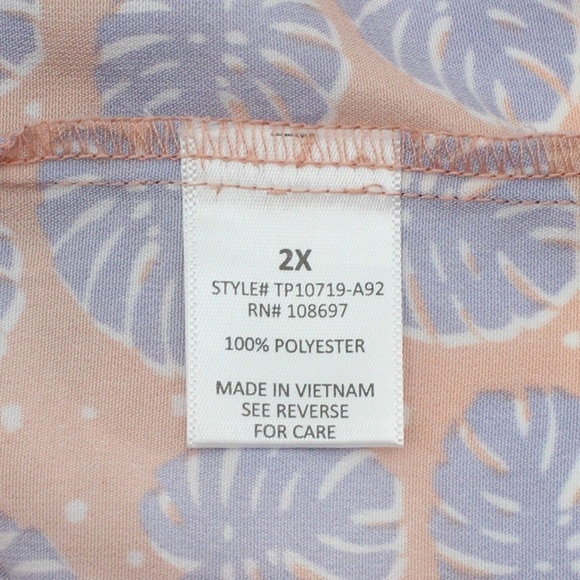 2X
STYLE# TP10719-A92
RN# 108697
100% POLYESTER
MADE IN VIETNAM
SEE REVERSE
FOR CARE